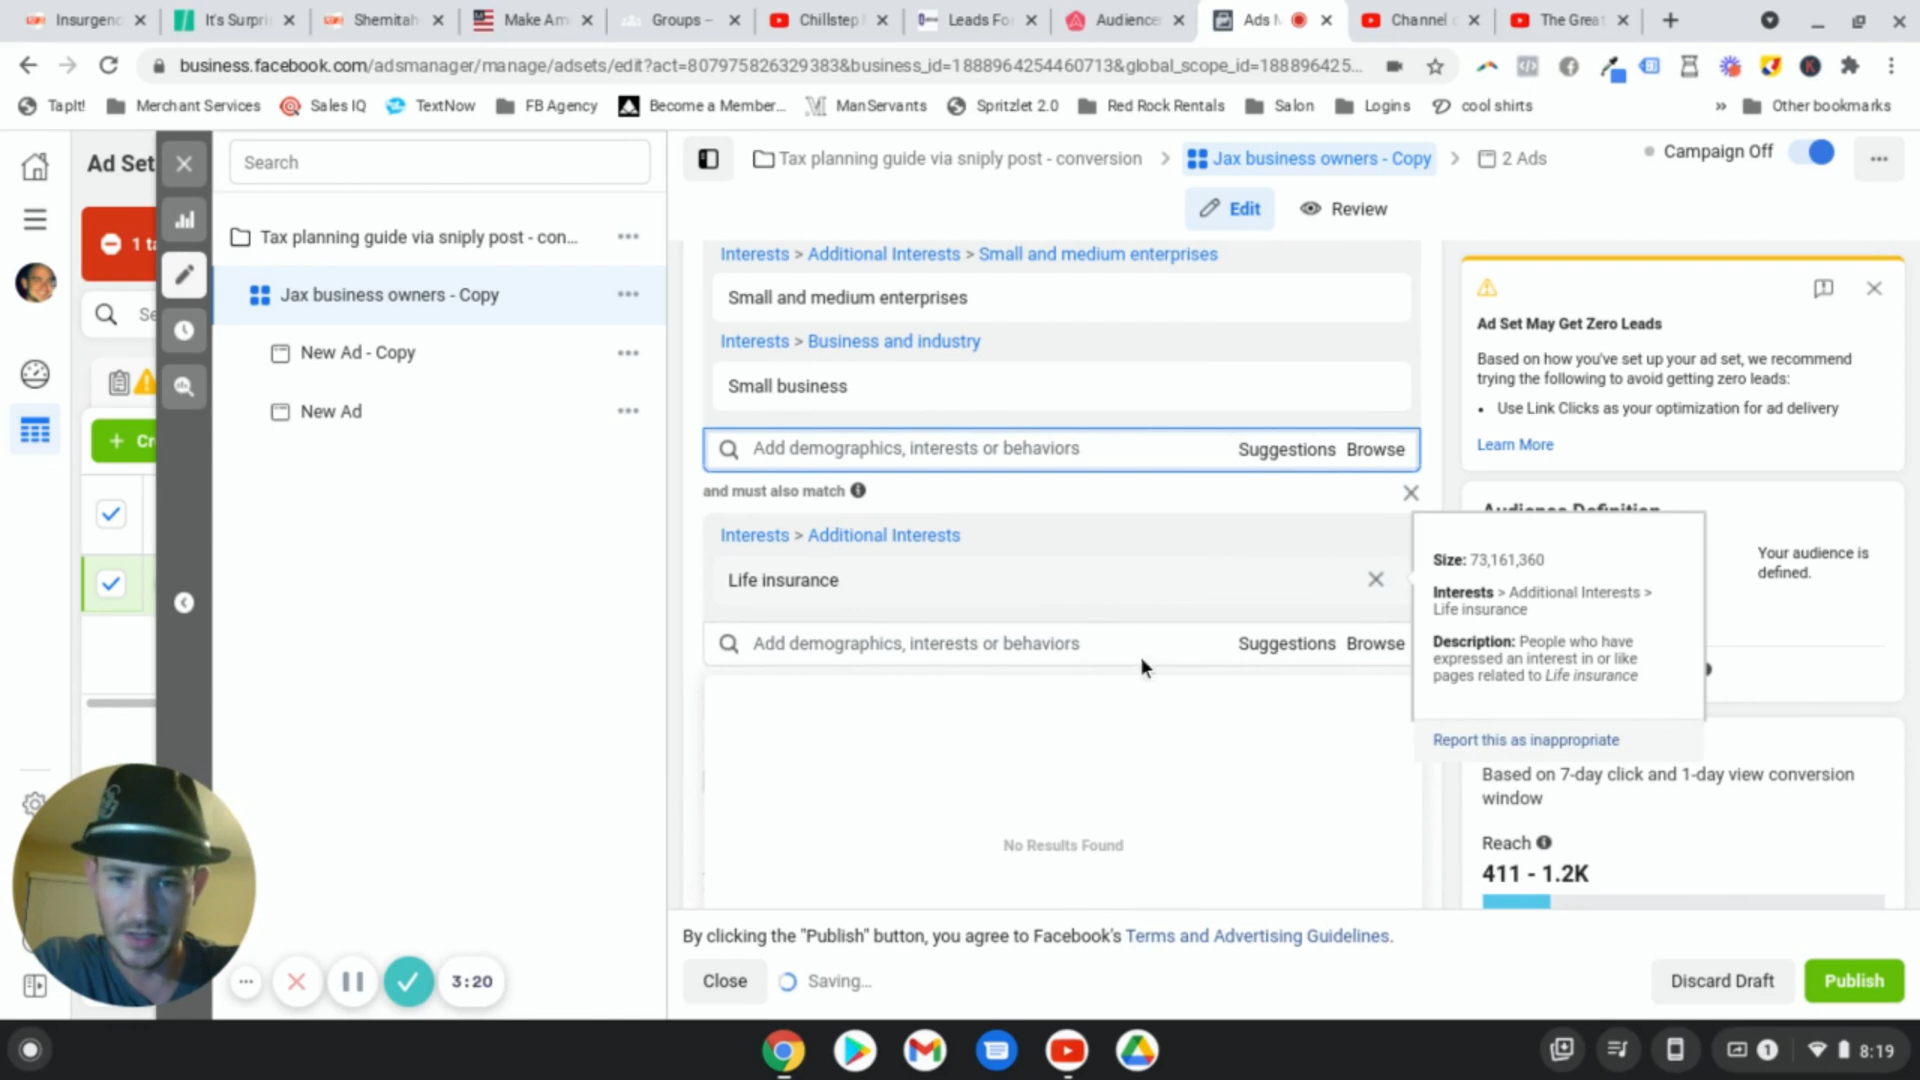 Insurgenc
It's Surpri
Shemitah
Make Am
Groups –
Chillstep
Leads Fo
Audience
Ads M
Channel
The Great
business.facebook.com/adsmanager/manage/adsets/edit?act=807975826329383&business_id=1888964254460713&global_scope_id=188896425...
TapIt!
Merchant Services
Sales IQ
TextNow
FB Agency
Become a Member...
ManServants
Spritzlet 2.0
Red Rock Rentals
Salon
Logins
cool shirts
»
Other bookmarks
Ad Set
Search
Tax planning guide via sniply post - conversion
Jax business owners - Copy
2 Ads
Campaign Off
Edit
Review
1 ta
Se
+ Cr
Tax planning guide via sniply post - con...
Jax business owners - Copy
New Ad - Copy
New Ad
Interests > Additional Interests > Small and medium enterprises
Small and medium enterprises
Interests > Business and industry
Small business
Add demographics, interests or behaviors Suggestions Browse
and must also match
Interests > Additional Interests
Life insurance
Add demographics, interests or behaviors Suggestions Browse
No Results Found
Ad Set May Get Zero Leads
Based on how you've set up your ad set, we recommend
trying the following to avoid getting zero leads:
• Use Link Clicks as your optimization for ad delivery
Learn More
Audience Definition
Your audience is
defined.
Size: 73,161,360
Interests > Additional Interests >
Life insurance
Description: People who have
expressed an interest in or like
pages related to Life insurance
Report this as inappropriate
Based on 7-day click and 1-day view conversion
window
Reach
411 - 1.2K
By clicking the "Publish" button, you agree to Facebook's Terms and Advertising Guidelines.
Close
Saving...
Discard Draft
Publish
3:20
1
8:19